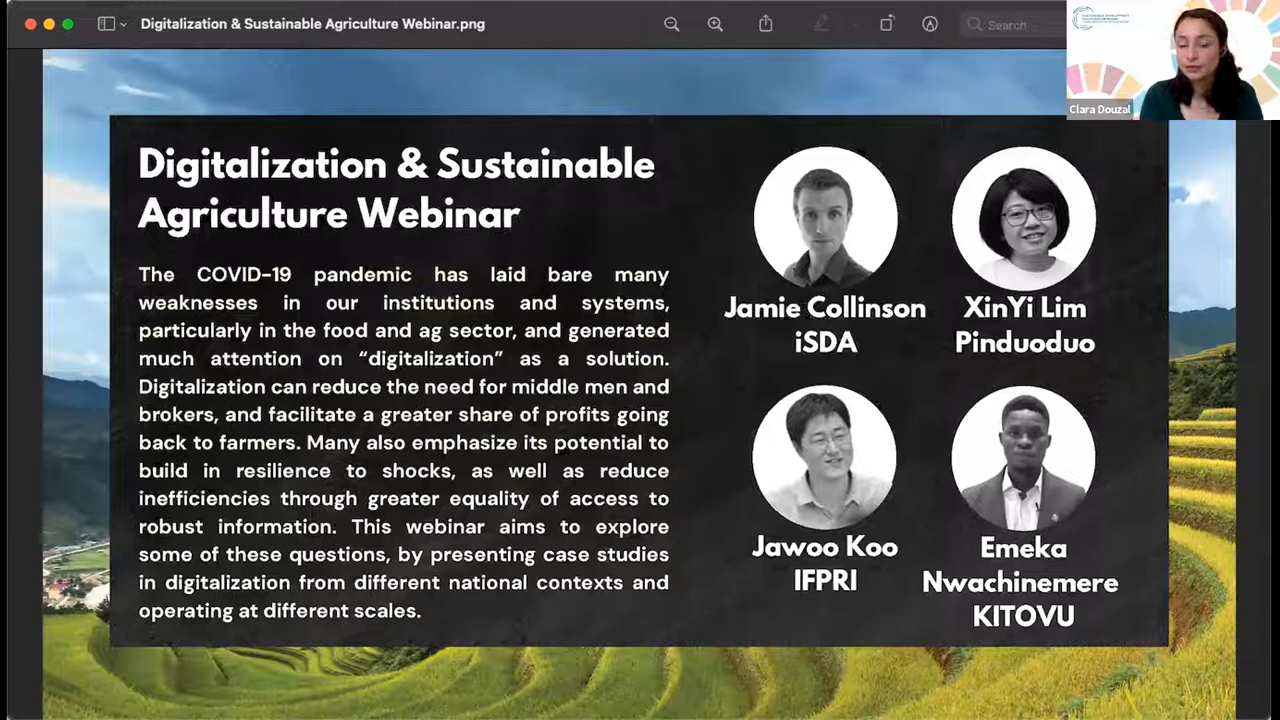 Digitalization & Sustainable Agriculture Webinar.png
Search
SUSTAINABLE DEVELOPMENT
SOLUTIONS NETWORK
Clara Douzal
Digitalization & Sustainable
Agriculture Webinar
The COVID-19 pandemic has laid bare many
weaknesses in our institutions and systems,
particularly in the food and ag sector, and generated
much attention on “digitalization” as a solution.
Digitalization can reduce the need for middle men and
brokers, and facilitate a greater share of profits going
back to farmers. Many also emphasize its potential to
build in resilience to shocks, as well as reduce
inefficiencies through greater equality of access to
robust information. This webinar aims to explore
some of these questions, by presenting case studies
in digitalization from different national contexts and
operating at different scales.
Jamie Collinson
iSDA
XinYi Lim
Pinduoduo
Jawoo Koo
IFPRI
Emeka
Nwachinemere
KITOVU